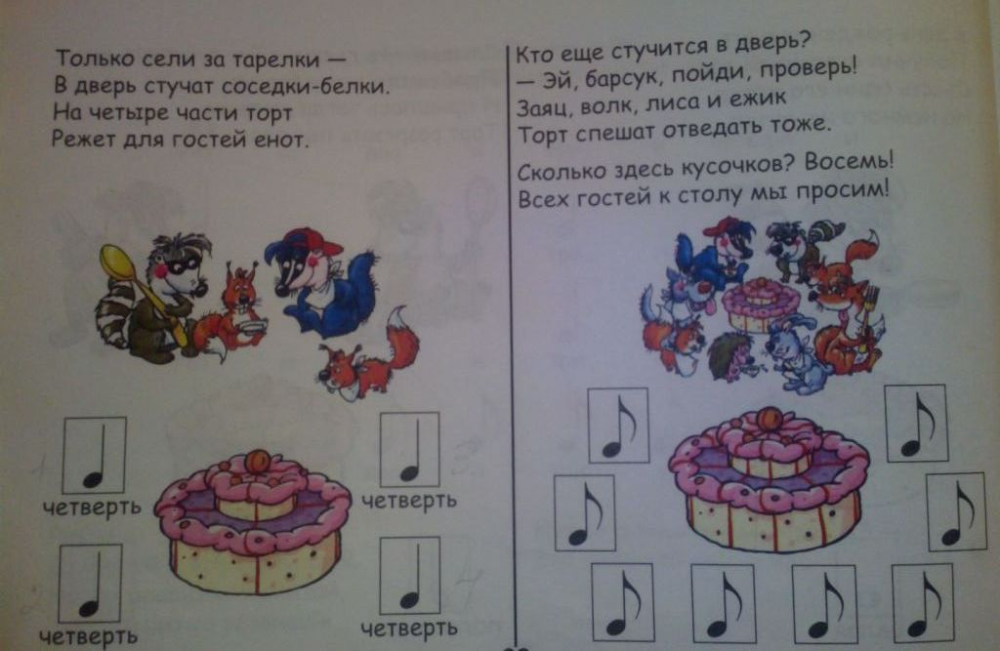 Только сели за тарелки —
В дверь стучат соседки-белки.
На четыре части торт
Режет для гостей енот.
четверть
четверть
четверть
четверть
Кто еще стучится в дверь?
— Эй, барсук, пойди, проверь!
Заяц, волк, лиса и ежик
Торт спешат отведать тоже.
Сколько здесь кусочков? Восемь!
Всех гостей к столу мы просим!